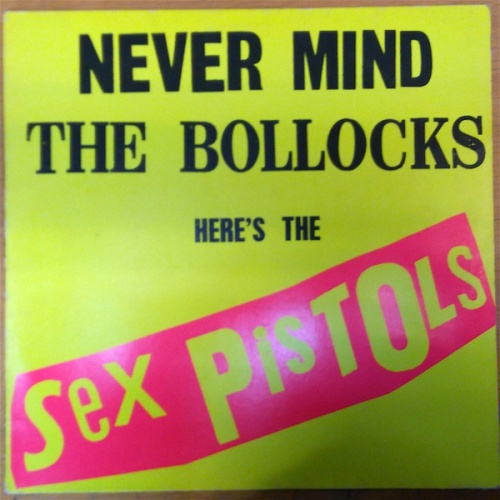 NEVER MIND
THE BOLLOCKS
HERE'S THE
Sex PiSTOLS